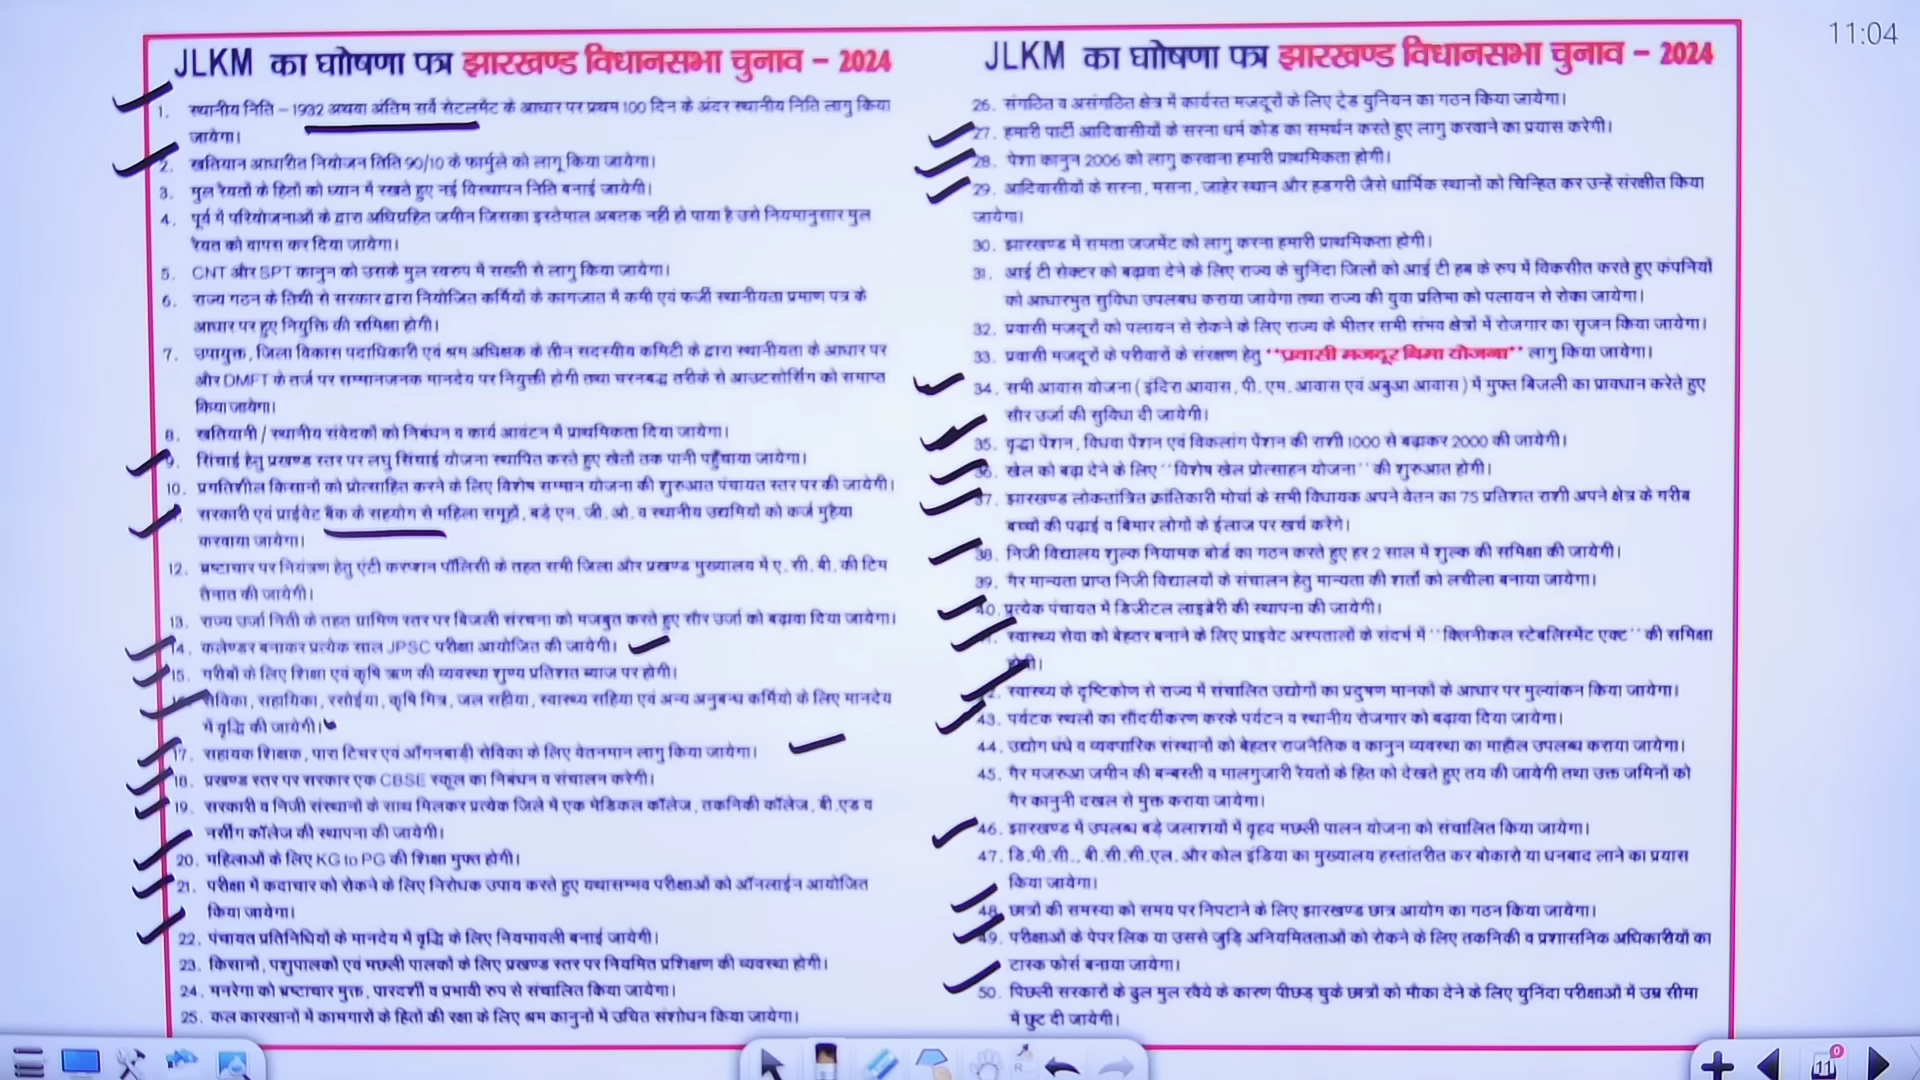 11:04
JLKM का घोषणा पत्र झारखण्ड विधानसभा चुनाव – 2024
1. स्थानीय निति – 1932 अथवा अंतिम सर्वे सेटलमेंट के आधार पर प्रथम 100 दिन के अंदर स्थानीय निति लागु किया
जायेगा।
2. खतियान आधारीत नियोजन तिति 90/10 के फार्मुले को लागू किया जायेगा।
3. मुल रैयतों के हितों को ध्यान में रखते हुए नई विस्थापन निति बनाई जायेगी।
4. पूर्व में परियोजनाओं के द्वारा अधिग्रहित जमीन जिसका इस्तेमाल अबतक नहीं हो पाया है उसे नियमानुसार मुल
रैयत को वापस कर दिया जायेगा।
5. CNT और SPT कानुन को उसके मुल स्वरुप में सख्ती से लागु किया जायेगा।
6. राज्य गठन के तिथी से सरकार द्वारा नियोजित कर्मियों के कागजात में कमी एवं फर्जी स्थानीयता प्रमाण पत्र के
आधार पर हुए नियुक्ति की समिक्षा होगी।
7. उपायुक्त, जिला विकास पदाधिकारी एवं श्रम अधिक्षक के तीन सदस्यीय कमिटी के द्वारा स्थानीयता के आधार पर
और DMFT के तर्ज पर सम्मानजनक मानदेय पर नियुक्ती होगी तथा चरनबद्ध तरीके से आउटसोर्सिंग को समाप्त
किया जायेगा।
8. खतियानी / स्थानीय संवेदकों को निबंधन व कार्य आवंटन में प्राथमिकता दिया जायेगा।
9. सिंचाई हेतु प्रखण्ड स्तर पर लघु सिंचाई योजना स्थापित करते हुए खेतों तक पानी पहुँचाया जायेगा।
10. प्रगतिशील किसानों को प्रोत्साहित करने के लिए विशेष सम्मान योजना की शुरुआत पंचायत स्तर पर की जायेगी।
सरकारी एवं प्राईवेट बैंक के सहयोग से महिला समूहों, बड़े एन. जी. ओ. व स्थानीय उद्यमियों को कर्ज मुहैया
करवाया जायेगा।
12. भ्रष्टाचार पर नियंत्रण हेतु एंटी करप्शन पॉलिसी के तहत सभी जिला और प्रखण्ड मुख्यालय में ए. सी. बी. की टिम
तैनात की जायेगी।
13. राज्य उर्जा निती के तहत ग्रामिण स्तर पर बिजली संरचना को मजबुत करते हुए सौर उर्जा को बढ़ावा दिया जायेगा।
14. कलेण्डर बनाकर प्रत्येक साल JPSC परीक्षा आयोजित की जायेगी।
15. गरीबों के लिए शिक्षा एवं कृषि ऋण की व्यवस्था शुण्य प्रतिशत ब्याज पर होगी।
सेविका, सहायिका, रसोईया, कृषि मित्र, जल सहीया, स्वास्थ्य सहिया एवं अन्य अनुबन्ध कर्मियो के लिए मानदेय
में वृद्धि की जायेगी।
17. सहायक शिक्षक, पारा टिचर एवं आँगनबाड़ी सेविका के लिए वेतनमान लागु किया जायेगा।
18. प्रखण्ड स्तर पर सरकार एक CBSE स्कूल का निबंधन व संचालन करेगी।
19. सरकारी व निजी संस्थानों के साथ मिलकर प्रत्येक जिले में एक मेडिकल कॉलेज, तकनिकी कॉलेज, बी.एड व
नर्सींग कॉलेज की स्थापना की जायेगी।
20. महिलाओं के लिए KG to PG की शिक्षा मुफ्त होगी।
21. परीक्षा में कदाचार को रोकने के लिए निरोधक उपाय करते हुए यथासम्भव परीक्षाओं को ऑनलाईन आयोजित
किया जायेगा।
22. पंचायत प्रतिनिधियों के मानदेय में वृद्धि के लिए नियमावली बनाई जायेगी।
23. किसानों, पशुपालकों एवं मछली पालकों के लिए प्रखण्ड स्तर पर नियमित प्रशिक्षण की व्यवस्था होगी।
24. मनरेगा को भ्रष्टाचार मुक्त, पारदर्शी व प्रभावी रुप से संचालित किया जायेगा।
25. कल कारखानों में कामगारों के हितों की रक्षा के लिए श्रम कानुनों में उचित संशोधन किया जायेगा।
JLKM का घोषणा पत्र झारखण्ड विधानसभा चुनाव – 2024
26. संगठित व असंगठित क्षेत्र में कार्यरत मजदूरों के लिए ट्रेड युनियन का गठन किया जायेगा।
27. हमारी पार्टी आदिवासीयों के सरना धर्म कोड का समर्थन करते हुए लागु करवाने का प्रयास करेगी।
28. पेशा कानुन 2006 को लागु करवाना हमारी प्राथमिकता होगी।
29. आदिवासीयों के सरना, मसना, जाहेर स्थान और हडगरी जैसे धार्मिक स्थानों को चिन्हित कर उन्हें संरक्षीत किया
जायेगा।
30. झारखण्ड में समता जजमेंट को लागु करना हमारी प्राथमिकता होगी।
31. आई टी सेक्टर को बढ़ावा देने के लिए राज्य के चुनिंदा जिलों को आई टी हब के रुप में विकसीत करते हुए कंपनियों
को आधारभुत सुविधा उपलबध कराया जायेगा तथा राज्य की युवा प्रतिभा को पलायन से रोका जायेगा।
32. प्रवासी मजदूरों को पलायन से रोकने के लिए राज्य के भीतर सभी संभव क्षेत्रों में रोजगार का सृजन किया जायेगा।
33. प्रवासी मजदूरों के परीवारों के संरक्षण हेतु "प्रवासी मजदूर बिमा योजना" लागु किया जायेगा।
34. सभी आवास योजना (इंदिरा आवास, पी. एम. आवास एवं अबुआ आवास) में मुफ्त बिजली का प्रावधान करेते हुए
सौर उर्जा की सुविधा दी जायेगी।
35. वृद्धा पेंशन, विधवा पेंशन एवं विकलांग पेंशन की राशी 1000 से बढ़ाकर 2000 की जायेगी।
36. खेल को बढ़ा देने के लिए "विशेष खेल प्रोत्साहन योजना" की शुरुआत होगी।
37. झारखण्ड लोकतांत्रित क्रांतिकारी मोर्चा के सभी विधायक अपने वेतन का 75 प्रतिशत राशी अपने क्षेत्र के गरीब
बच्चों की पढ़ाई व बिमार लोगों के ईलाज पर खर्च करेंगे।
38. निजी विद्यालय शुल्क नियामक बोर्ड का गठन करते हुए हर 2 साल में शुल्क की समिक्षा की जायेगी।
39. गैर मान्यता प्राप्त निजी विद्यालयों के संचालन हेतु मान्यता की शर्तो को लचीला बनाया जायेगा।
40. प्रत्येक पंचायत में डिजीटल लाइब्रेरी की स्थापना की जायेगी।
स्वास्थ्य सेवा को बेहतर बनाने के लिए प्राइवेट अस्पतालों के संदर्भ में "क्लिनीकल स्टेबलिसमेंट एक्ट" की समिक्षा
होगी।
स्वास्थ्य के दृष्टिकोण से राज्य में संचालित उद्योगों का प्रदुषण मानकों के आधार पर मुल्यांकन किया जायेगा।
43. पर्यटक स्थलों का सौंदर्यीकरण करके पर्यटन व स्थानीय रोजगार को बढ़ावा दिया जायेगा।
44. उद्योग धंधे व व्यवपारिक संस्थानों को बेहतर राजनैतिक व कानुन व्यवस्था का माहौल उपलब्ध कराया जायेगा।
45. गैर मजरुआ जमीन की बन्बस्ती व मालगुजारी रैयतों के हित को देखते हुए तय की जायेगी तथा उक्त जमिनों को
गैर कानुनी दखल से मुक्त कराया जायेगा।
46. झारखण्ड में उपलब्ध बड़े जलाशयों में वृहद मछली पालन योजना को संचालित किया जायेगा।
47. डि.वी.सी., बी.सी.सी.एल. और कोल इंडिया का मुख्यालय हस्तांतरीत कर बोकारो या धनबाद लाने का प्रयास
किया जायेगा।
48. छात्रों की समस्या को समय पर निपटाने के लिए झारखण्ड छात्र आयोग का गठन किया जायेगा।
49. परीक्षाओं के पेपर लिक या उससे जुड़ि अनियमितताओं को रोकने के लिए तकनिकी व प्रशासनिक अधिकारीयों का
टास्क फोर्स बनाया जायेगा।
50. पिछली सरकारों के ढुल मुल रवैये के कारण पीछड़ चुके छात्रों को मौका देने के लिए चुनिंदा परीक्षाओं में उम्र सीमा
में छुट दी जायेगी।
11
0